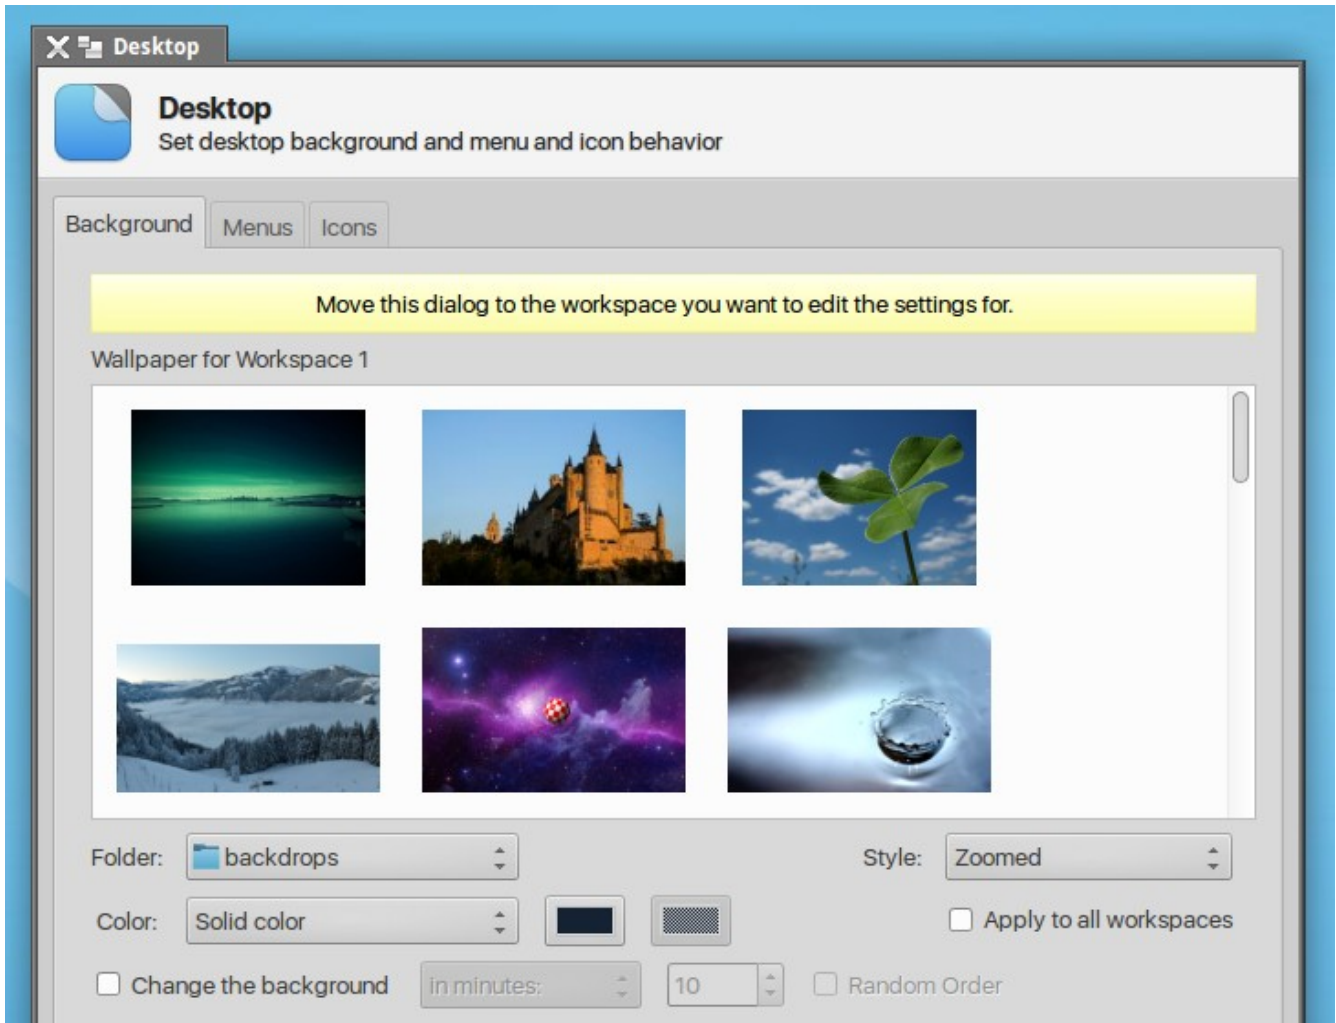 Desktop
Desktop
Set desktop background and menu and icon behavior
Background Menus Icons
Move this dialog to the workspace you want to edit the settings for.
Wallpaper for Workspace 1
Folder: backdrops Style: Zoomed
Color: Solid color Apply to all workspaces
Change the background in minutes: 10 Random Order